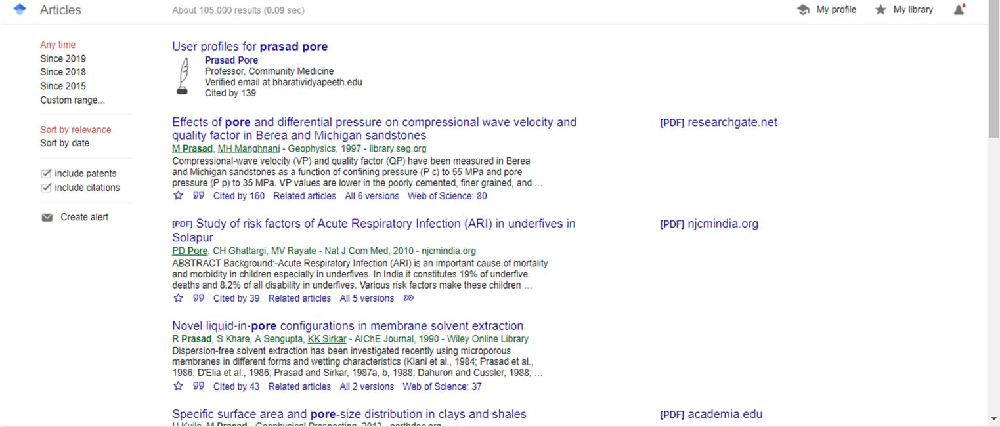 Articles
About 105,000 results (0.09 sec)
My profile
My library
Any time
Since 2019
Since 2018
Since 2015
Custom range...
Sort by relevance
Sort by date
include patents
include citations
Create alert
User profiles for prasad pore
Prasad Pore
Professor, Community Medicine
Verified email at bharatividyapeeth.edu
Cited by 139
Effects of pore and differential pressure on compressional wave velocity and
quality factor in Berea and Michigan sandstones
[PDF] researchgate.net
M Prasad, MH Manghnani - Geophysics, 1997 - library.seg.org
Compressional-wave velocity (VP) and quality factor (QP) have been measured in Berea
and Michigan sandstones as a function of confining pressure (P c) to 55 MPa and pore
pressure (P p) to 35 MPa. VP values are lower in the poorly cemented, finer grained, and ...
Cited by 160 Related articles All 6 versions Web of Science: 80
[PDF] Study of risk factors of Acute Respiratory Infection (ARI) in underfives in
Solapur
[PDF] njcmindia.org
PD Pore, CH Ghattargi, MV Rayate - Nat J Com Med, 2010 - njcmindia.org
ABSTRACT Background:-Acute Respiratory Infection (ARI) is an important cause of mortality
and morbidity in children especially in underfives. In India it constitutes 19% of underfive
deaths and 8.2% of all disability in underfives. Various risk factors make these children ...
Cited by 39 Related articles All 5 versions
Novel liquid-in-pore configurations in membrane solvent extraction
R Prasad, S Khare, A Sengupta, KK Sirkar - AIChE Journal, 1990 - Wiley Online Library
Dispersion-free solvent extraction has been investigated recently using microporous
membranes in different forms and wetting characteristics (Kiani et al., 1984; Prasad et al.,
1986; D'Elia et al., 1986; Prasad and Sirkar, 1987a, b, 1988; Dahuron and Cussler, 1988; ...
Cited by 43 Related articles All 2 versions Web of Science: 37
Specific surface area and pore-size distribution in clays and shales
[PDF] academia.edu
U Kuila, M Prasad - Geophysical Prospecting, 2013 - earthdoc.org